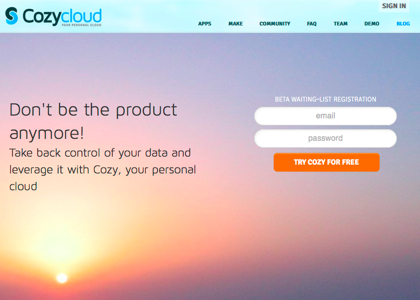 SIGN IN
Cozycloud
YOUR PERSONAL CLOUD
APPS MAKE COMMUNITY FAQ TEAM DEMO BLOG
Don't be the product
anymore!
Take back control of your data and
leverage it with Cozy, your personal
cloud
BETA WAITING-LIST REGISTRATION
email
password
TRY COZY FOR FREE